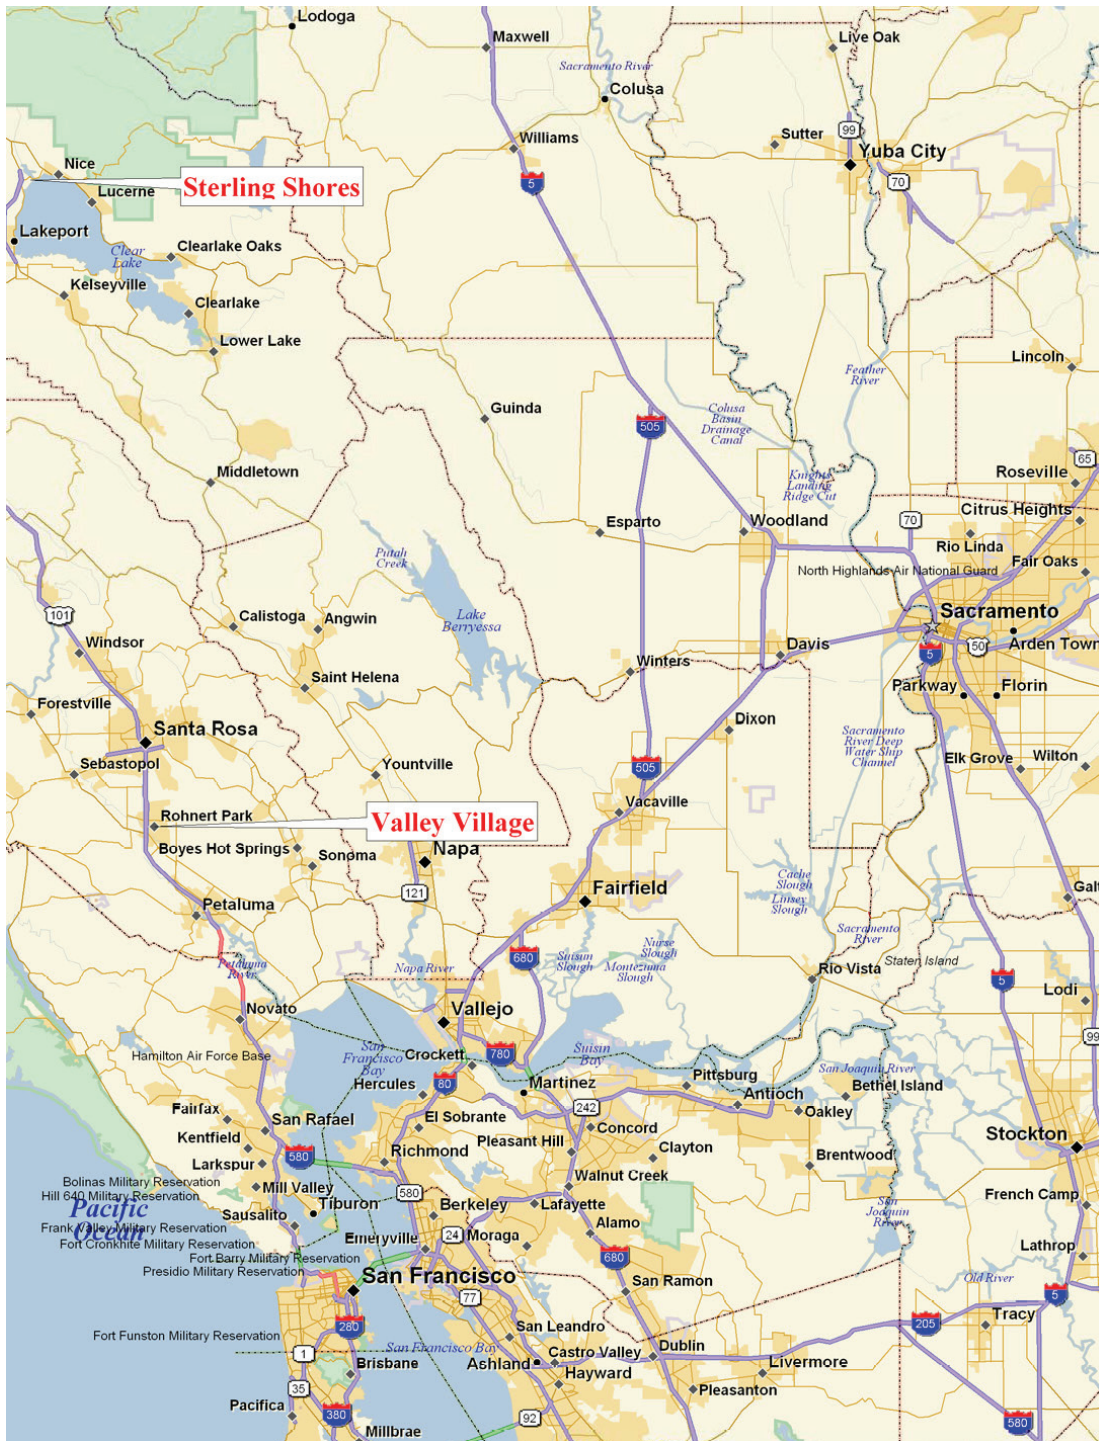 Lodoga
Maxwell
Live Oak
Sacramento River
Colusa
Williams
Sutter
99
Yuba City
Nice
5
70
Sterling Shores
Lucerne
Lakeport
Clearlake Oaks
Clear
Lake
Kelseyville
Clearlake
Lower Lake
Lincoln
Feather
River
Guinda
505
Colusa
Basin
Drainage
Canal
65
Middletown
Roseville
Knights
Landing
Ridge Cut
Citrus Heights
Esparto
Woodland
70
Rio Linda
Putah
Creek
Fair Oaks
North Highlands Air National Guard
101
Calistoga
Angwin
Lake
Berryessa
Sacramento
Windsor
Davis
5
50
Arden Town
Winters
Saint Helena
Parkway
Florin
Forestville
Santa Rosa
Dixon
Sacramento
River Deep
Water Ship
Channel
Sebastopol
Yountville
505
Elk Grove
Wilton
Vacaville
Rohnert Park
Valley Village
Boyes Hot Springs
Sonoma
Napa
121
Fairfield
Cache
Slough
Linsey
Slough
Galt
Petaluma
Sacramento
River
Petaluma
River
Napa River
680
Suisun
Slough
Nurse
Slough
Montezuma
Slough
Rio Vista
Staten Island
5
Lodi
Novato
Vallejo
99
Hamilton Air Force Base
San
Francisco
Bay
Crockett
780
Suisin
Bay
Hercules
80
Martinez
Pittsburg
San Joaquin River
Bethel Island
Antioch
Oakley
Fairfax
San Rafael
El Sobrante
242
Concord
Kentfield
Pleasant Hill
Clayton
Stockton
Larkspur
580
Richmond
Brentwood
Bolinas Military Reservation
Mill Valley
Walnut Creek
Hill 640 Military Reservation
580
French Camp
Pacific
Ocean
Tiburon
Berkeley
Lafayette
San
Joaquin
River
Sausalito
Frank Valley Military Reservation
Emeryville
24
Moraga
Alamo
Fort Cronkhite Military Reservation
Lathrop
Fort Barry Military Reservation
680
Presidio Military Reservation
San Francisco
San Ramon
Old River
77
5
Fort Funston Military Reservation
280
San Francisco Bay
San Leandro
205
Tracy
1
Castro Valley
Dublin
Ashland
Hayward
Livermore
Brisbane
35
Pleasanton
Pacifica
380
92
580
Millbrae